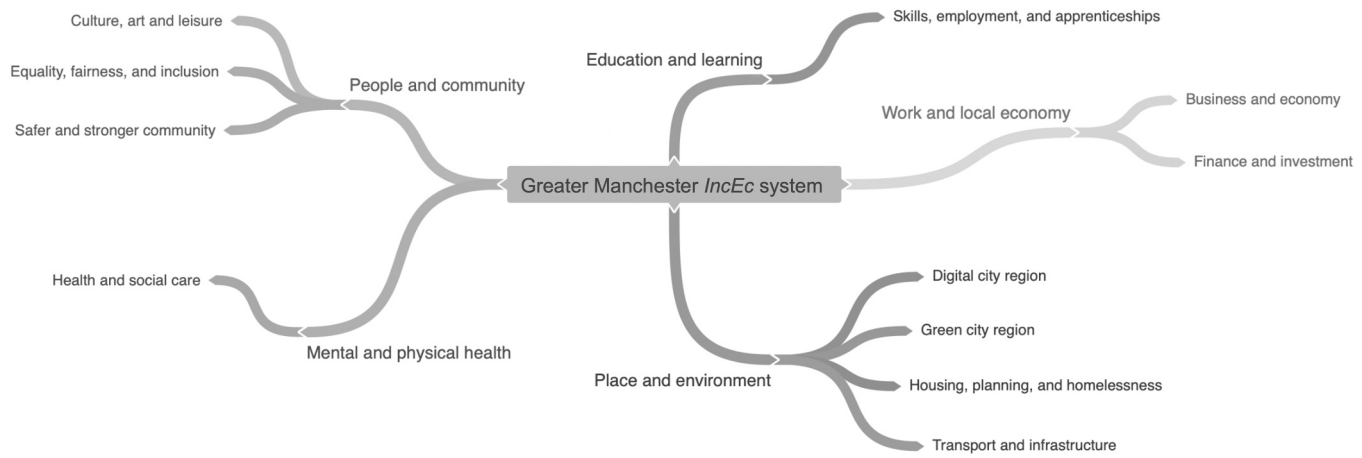 Culture, art and leisure
Equality, fairness, and inclusion
Safer and stronger community
People and community
Health and social care
Mental and physical health
Greater Manchester IncEc system
Education and learning
Skills, employment, and apprenticeships
Work and local economy
Business and economy
Finance and investment
Place and environment
Digital city region
Green city region
Housing, planning, and homelessness
Transport and infrastructure